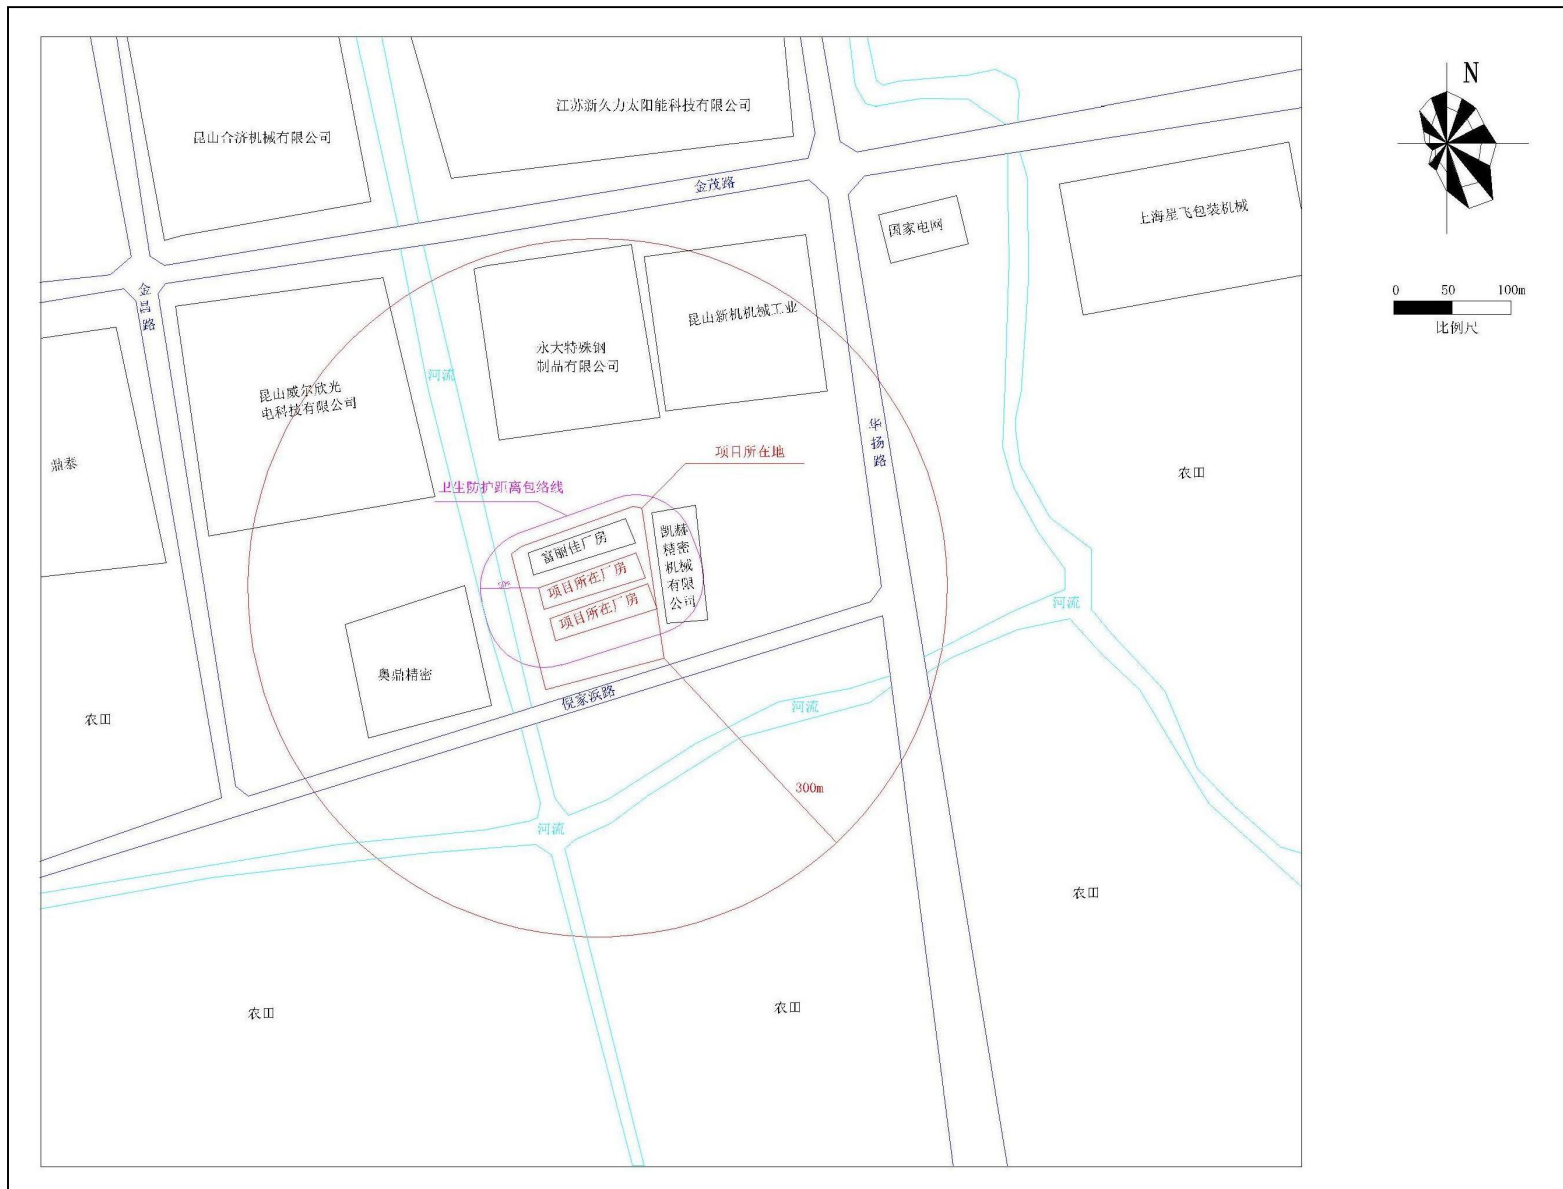 N
江苏新久力太阳能科技有限公司
昆山合济机械有限公司
金茂路
上海星飞包装机械
国家电网
0 50 100m
比例尺
金昌路
昆山新机机械工业
永大特殊钢
制品有限公司
河流
昆山威尔欣光
电科技有限公司
华扬路
项目所在地
鼎泰
农田
卫生防护距离包络线
凯赫
精密
机械
有限
公司
富丽佳厂房
项目所在厂房
50m
项目所在厂房
河流
奥鼎精密
倪家浜路
河流
农田
300m
河流
农田
农田
农田